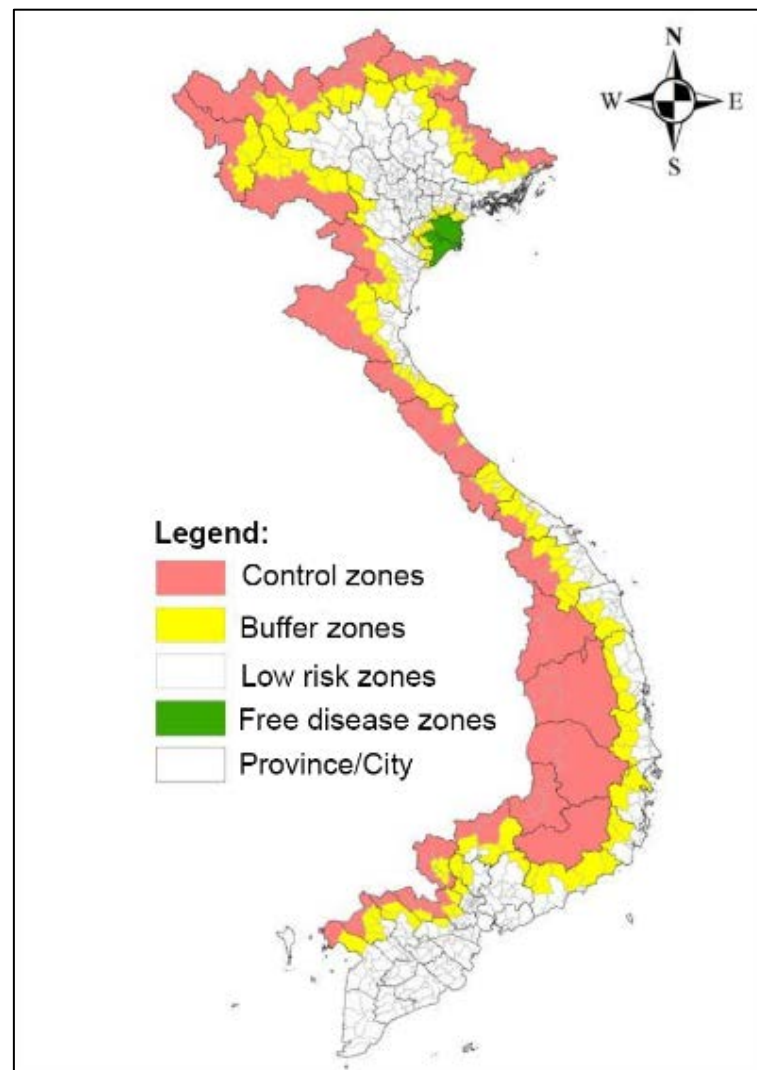 N
W E
S
Legend:
Control zones
Buffer zones
Low risk zones
Free disease zones
Province/City